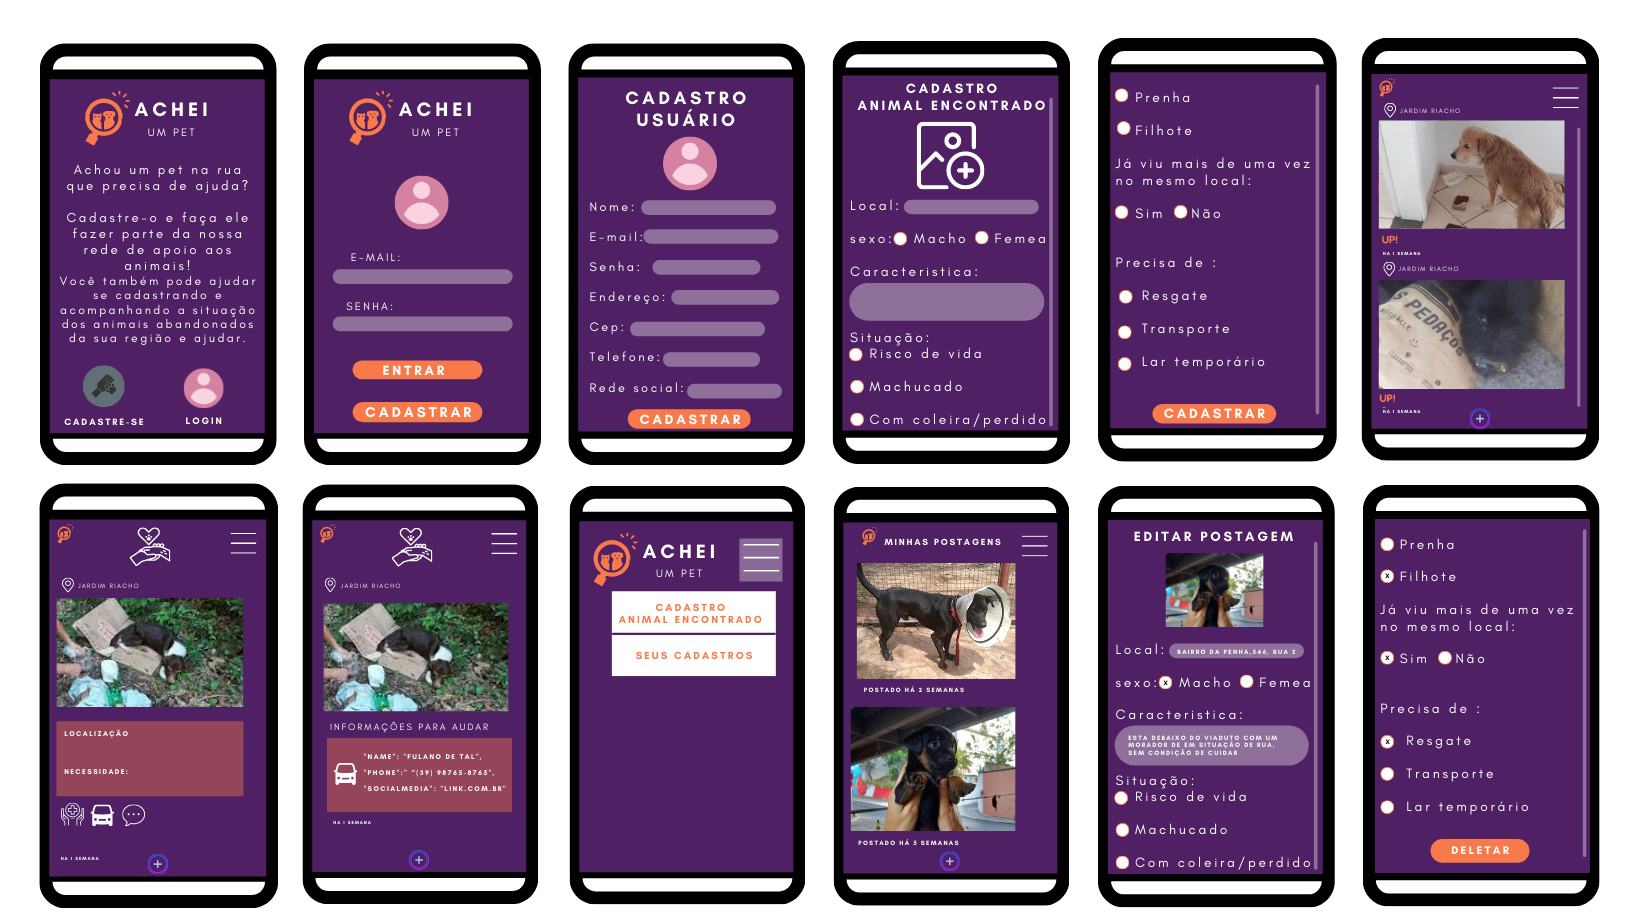 ACHEI
UM PET
Achou um pet na rua
que precisa de ajuda?
Cadastre-o e faça ele
fazer parte da nossa
rede de apoio aos
animais!
Você também pode ajudar
se cadastrando e
acompanhando a situação
dos animais abandonados
da sua região e ajudar.
CADASTRE-SE
LOGIN
ACHEI
UM PET
E-MAIL:
SENHA:
ENTRAR
CADASTRAR
CADASTRO
USUÁRIO
Nome:
E-mail:
Senha:
Endereço:
Cep:
Telefone:
Rede social:
CADASTRAR
CADASTRO
ANIMAL ENCONTRADO
Local:
sexo: Macho Femea
Caracteristica:
Situação:
Risco de vida
Machucado
Com coleira/perdido
Prenha
Filhote
Já viu mais de uma vez
no mesmo local:
Sim Não
Precisa de :
Resgate
Transporte
Lar temporário
CADASTRAR
JARDIM RIACHO
UP!
HA 1 SEMANA
JARDIM RIACHO
S PEDAÇOS
UP!
HA 1 SEMANA
JARDIM RIACHO
LOCALIZAÇÃO
NECESSIDADE:
HA 1 SEMANA
JARDIM RIACHO
INFORMAÇÕES PARA AUDAR
"NAME": "FULANO DE TAL",
"PHONE":" "(39) 98765-8765",
"SOCIALMEDIA": "LINK.COM.BR"
HA 1 SEMANA
ACHEI
UM PET
CADASTRO
ANIMAL ENCONTRADO
SEUS CADASTROS
MINHAS POSTAGENS
POSTADO HÁ 2 SEMANAS
POSTADO HÁ 5 SEMANAS
EDITAR POSTAGEM
Local: BAIRRO DA PENHA,546, RUA 2
sexo: x Macho Femea
Caracteristica:
ESTA DEBAIXO DO VIADUTO COM UM
MORADOR DE EM SITUAÇÃO DE RUA,
SEM CONDIÇÃO DE CUIDAR
Situação:
Risco de vida
Machucado
Com coleira/perdido
Prenha
x Filhote
Já viu mais de uma vez
no mesmo local:
x Sim Não
Precisa de :
x Resgate
Transporte
Lar temporário
DELETAR